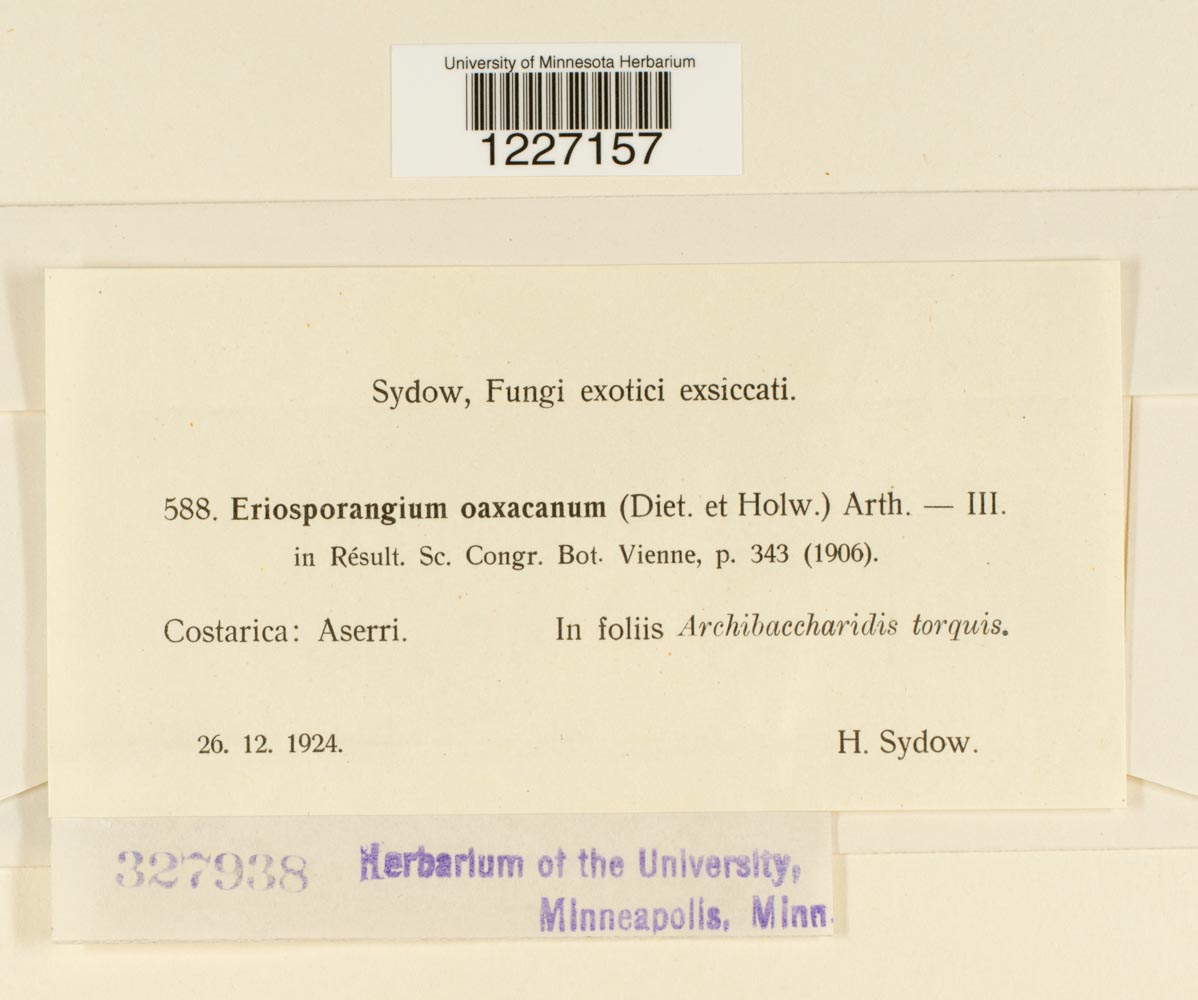 University of Minnesota Herbarium
1227157
Sydow, Fungi exotici exsiccati.
588. Eriosporangium oaxacanum (Diet. et Holw.) Arth. — III.
in Résult. Sc. Congr. Bot. Vienne, p. 343 (1906).
Costarica: Aserri. In foliis Archibaccharidis torquis.
26. 12. 1924. H. Sydow.
327938 Herbarium of the University,
Minneapolis, Minn.